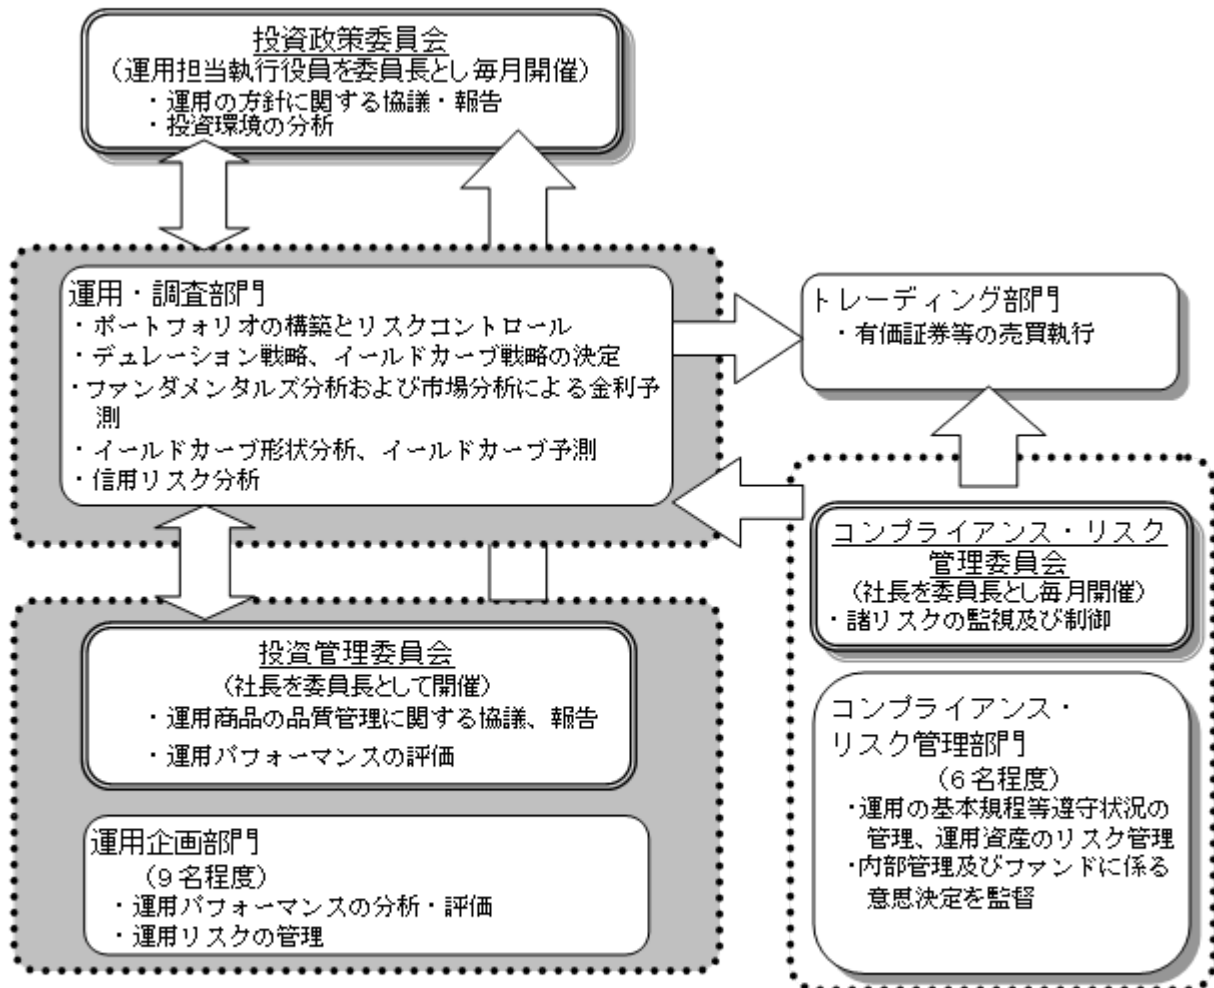 投資政策委員会
（運用担当執行役員を委員長とし毎月開催）
・運用の方針に関する協議・報告
・投資環境の分析
運用・調査部門
・ポートフォリオの構築とリスクコントロール
・デュレーション戦略、イールドカーブ戦略の決定
・ファンダメンタルズ分析および市場分析による金利予
測
・イールドカーブ形状分析、イールドカーブ予測
・信用リスク分析
トレーディング部門
・有価証券等の売買執行
コンプライアンス・リスク
管理委員会
（社長を委員長とし毎月開催）
・諸リスクの監視及び制御
コンプライアンス・
リスク管理部門
（６名程度）
・運用の基本規程等遵守状況の
管理、運用資産のリスク管理
・内部管理及びファンドに係る
意思決定を監督
投資管理委員会
（社長を委員長として開催）
・運用商品の品質管理に関する協議、報告
・運用パフォーマンスの評価
運用企画部門
（９名程度）
・運用パフォーマンスの分析・評価
・運用リスクの管理